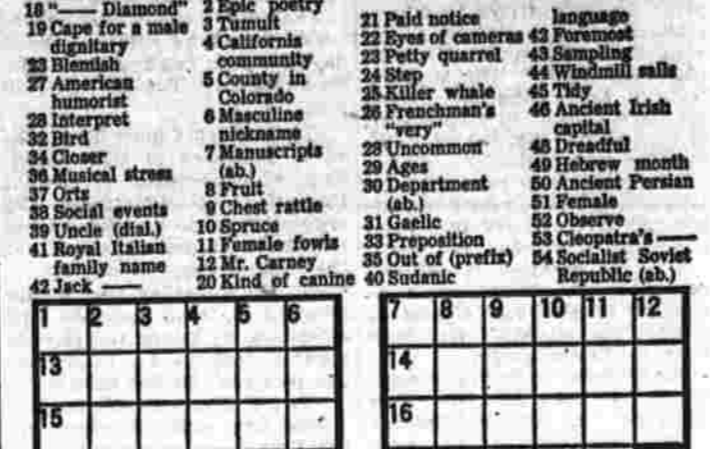 18 "—— Diamond"
19 Cape for a male
dignitary
23 Blemish
27 American
humorist
28 Interpret
32 Bird
34 Closer
36 Musical stress
37 Orts
38 Social events
39 Uncle (dial.)
41 Royal Italian
family name
42 Jack ——
2 Epic poetry
3 Tumult
4 California
community
5 County in
Colorado
6 Masculine
nickname
7 Manuscripts
(ab.)
8 Fruit
9 Chest rattle
10 Spruce
11 Female fowls
12 Mr. Carney
20 Kind of canine
21 Paid notice
22 Eyes of cameras
23 Petty quarrel
24 Step
25 Killer whale
26 Frenchman's
"very"
28 Uncommon
29 Ages
30 Department
(ab.)
31 Gaelic
33 Preposition
35 Out of (prefix)
40 Sudanic
language
42 Foremost
43 Sampling
44 Windmill sails
45 Tidy
46 Ancient Irish
capital
48 Dreadful
49 Hebrew month
50 Ancient Persian
51 Female
52 Observe
53 Cleopatra's ——
54 Socialist Soviet
Republic (ab.)
1 2 3 4 5 6 7 8 9 10 11 12
13 14
15 16